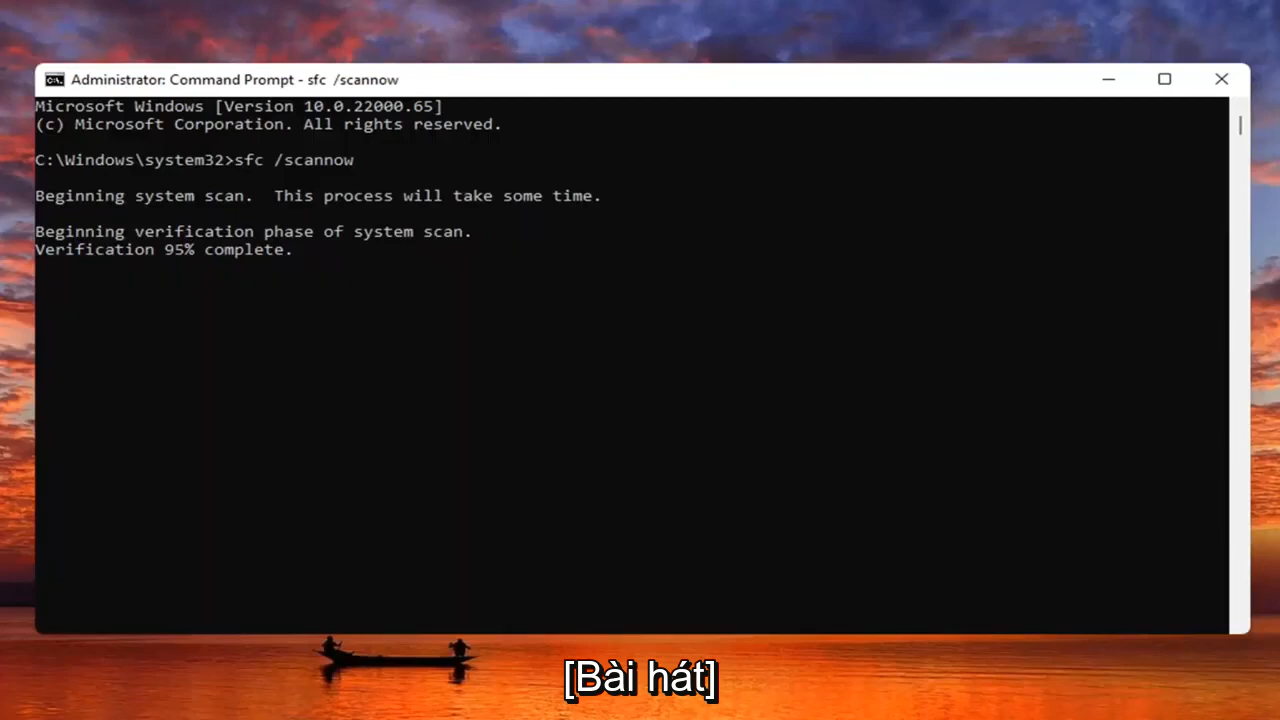 Administrator: Command Prompt - sfc  /scannow
Microsoft Windows [Version 10.0.22000.65]
(c) Microsoft Corporation. All rights reserved.
C:\Windows\system32>sfc /scannow
Beginning system scan.  This process will take some time.
Beginning verification phase of system scan.
Verification 95% complete.
[Bài hát]